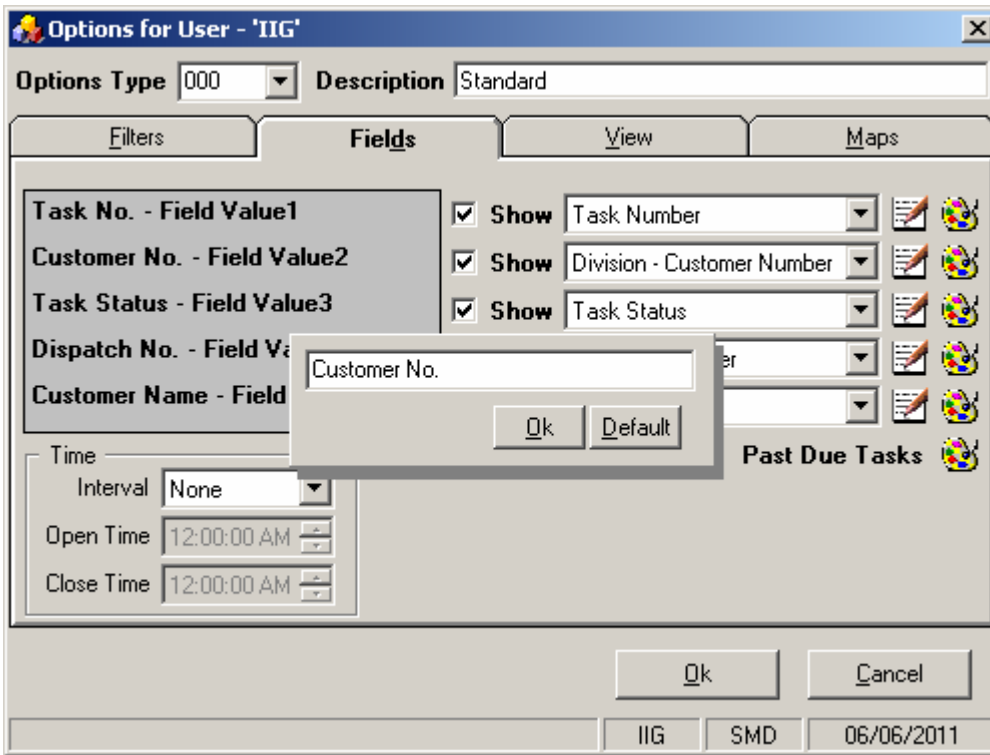 Options for User - 'IIG'
Options Type 000 Description Standard
Filters Fields View Maps
Task No. - Field Value1 Show Task Number
Customer No. - Field Value2 Show Division - Customer Number
Task Status - Field Value3 Show Task Status
Dispatch No. - Field
Customer Name - Field
Customer No.
Ok Default
Past Due Tasks
Time
Interval None
Open Time 12:00:00 AM
Close Time 12:00:00 AM
Ok Cancel
IIG SMD 06/06/2011